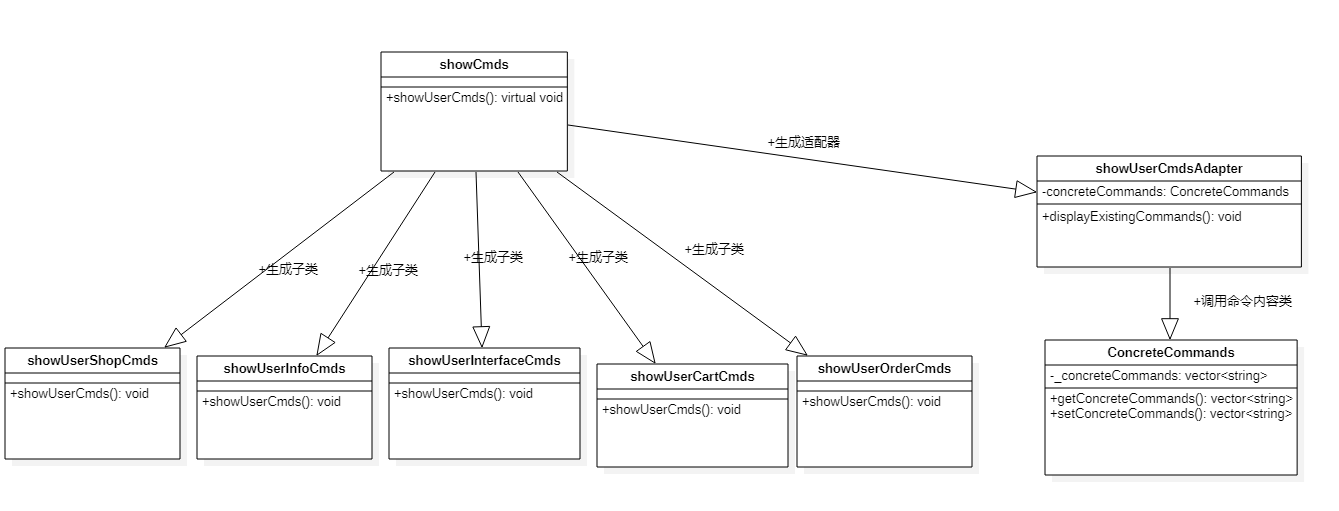 showCmds
+showUserCmds(): virtual void
+生成适配器
showUserCmdsAdapter
-concreteCommands: ConcreteCommands
+displayExistingCommands(): void
+生成子类
+生成子类
+生成子类
+生成子类
+生成子类
+调用命令内容类
showUserShopCmds
+showUserCmds(): void
showUserInfoCmds
+showUserCmds(): void
showUserInterfaceCmds
+showUserCmds(): void
showUserCartCmds
+showUserCmds(): void
showUserOrderCmds
+showUserCmds(): void
ConcreteCommands
-_concreteCommands: vector<string>
+getConcreteCommands(): vector<string>
+setConcreteCommands(): vector<string>